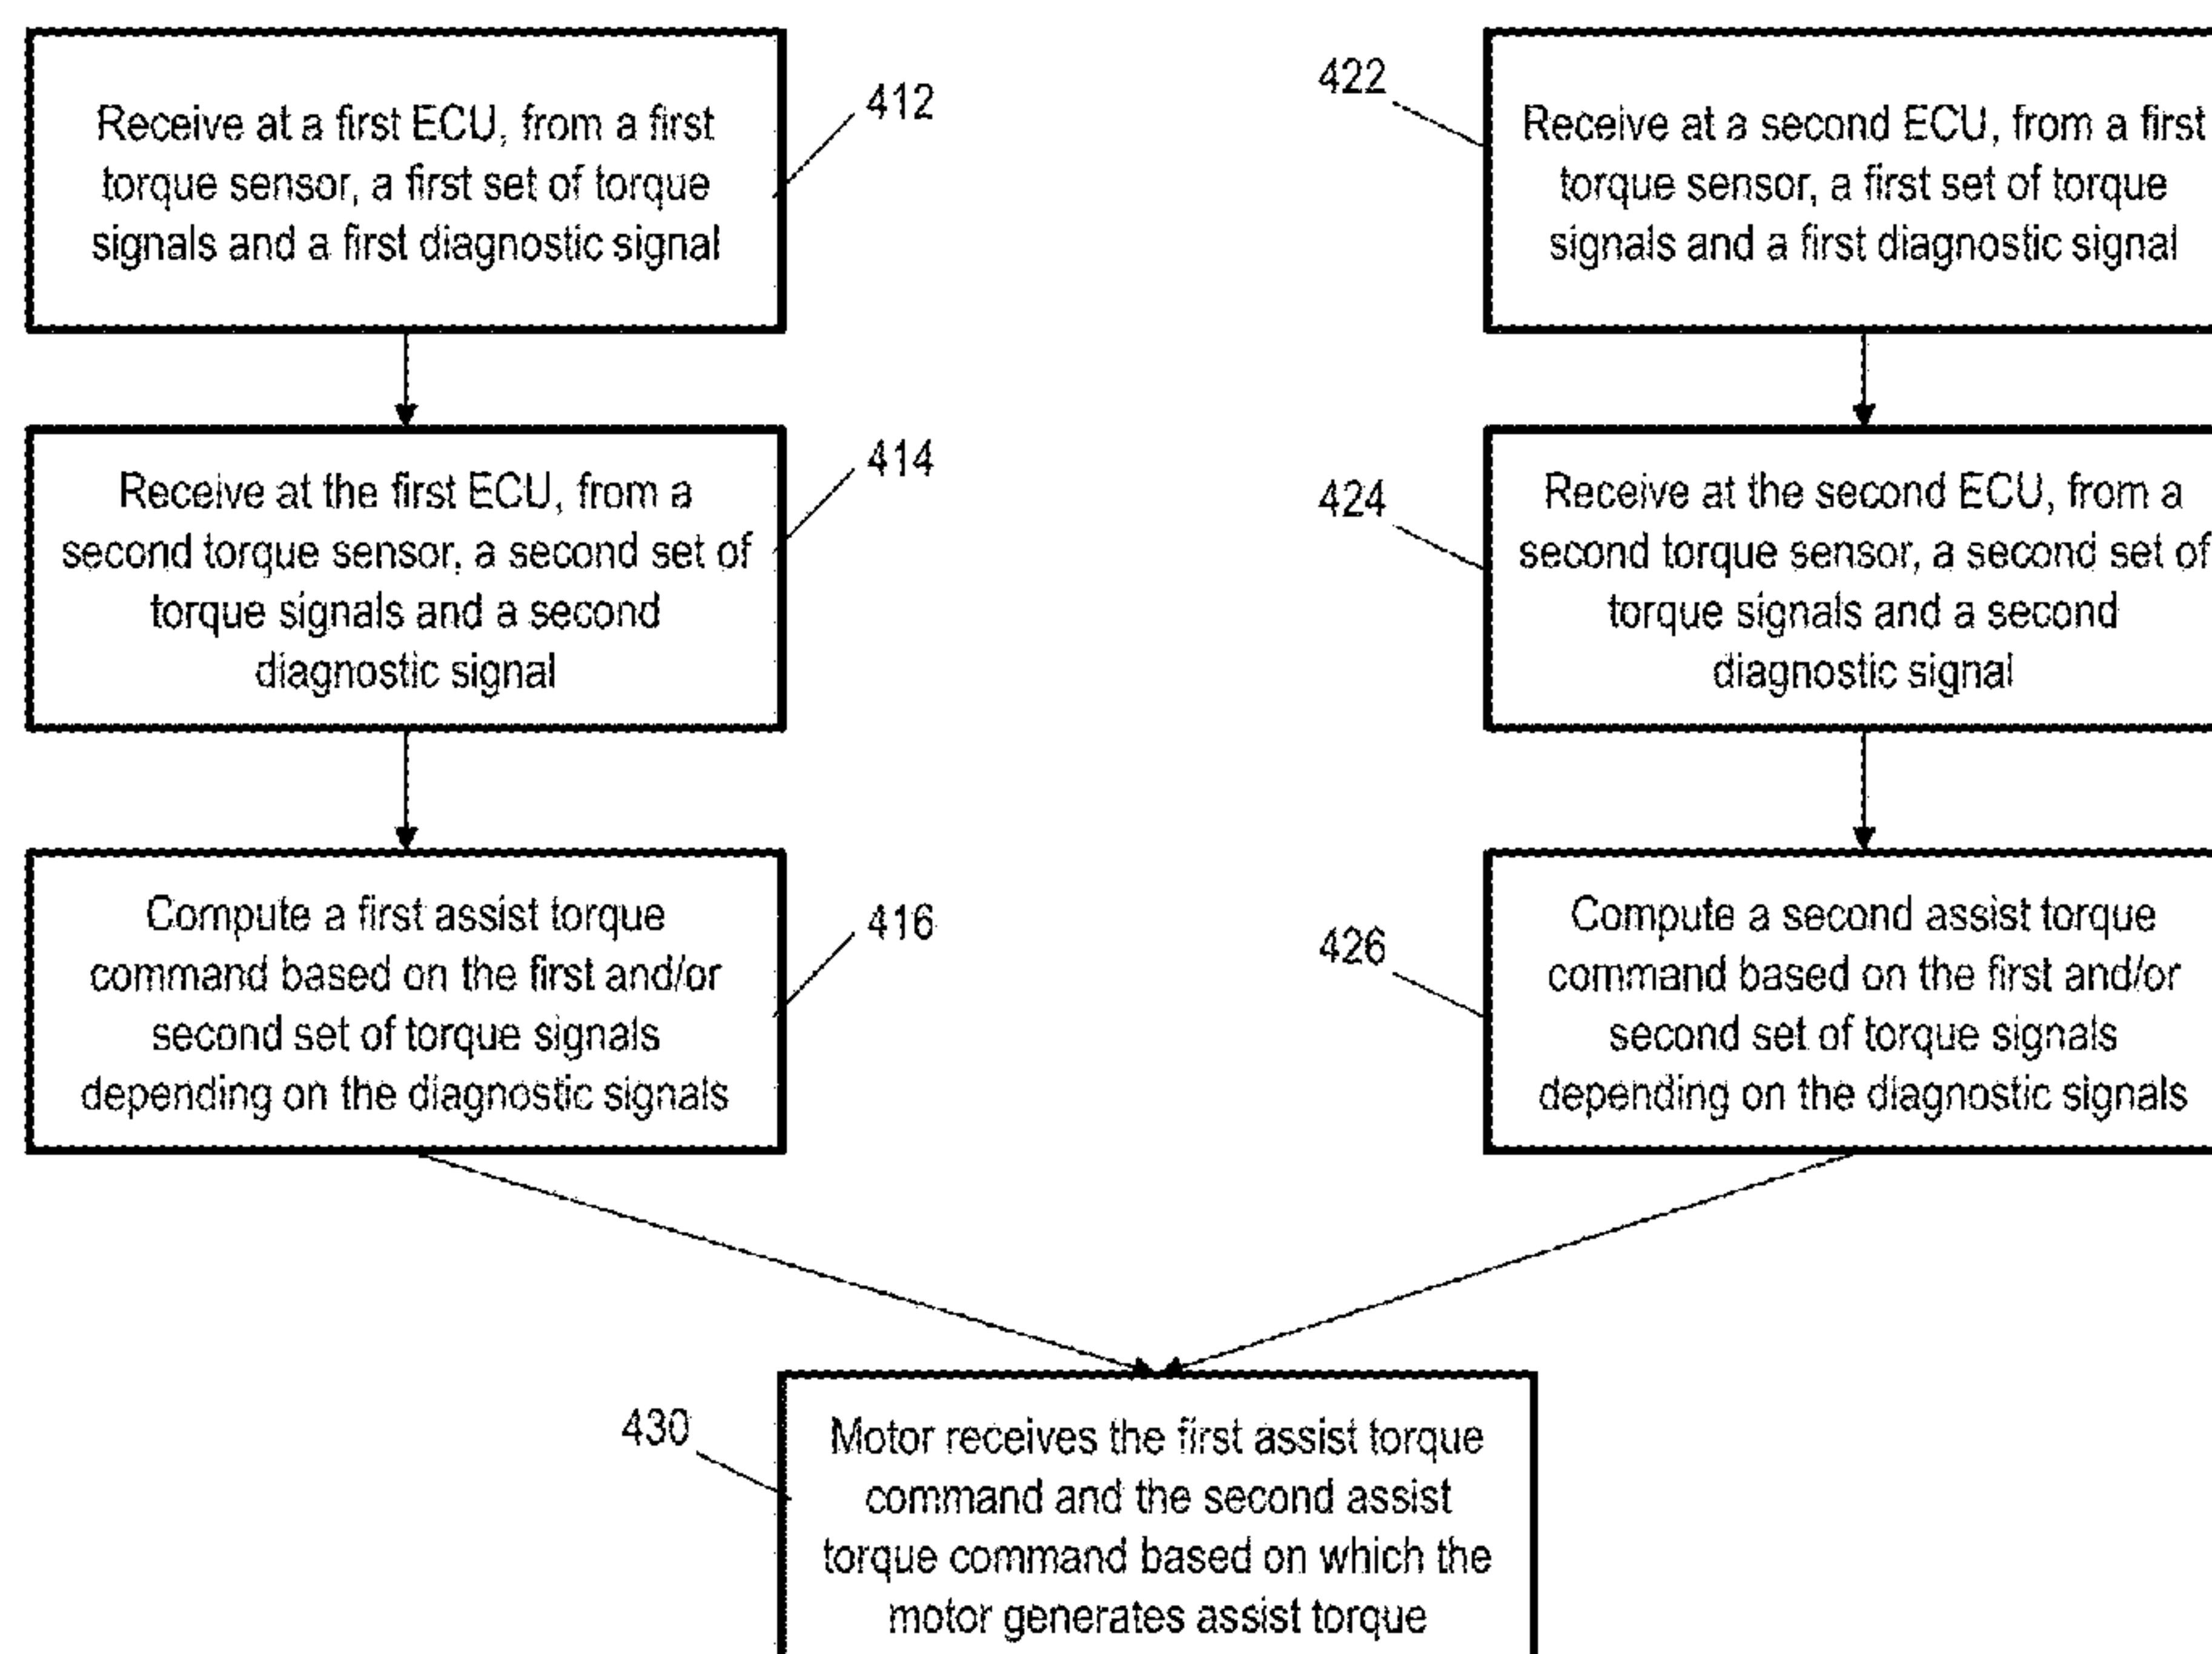 Receive at a first ECU, from a first
torque sensor, a first set of torque
signals and a first diagnostic signal
412
422
Receive at a second ECU, from a first
torque sensor, a first set of torque
signals and a first diagnostic signal
Receive at the first ECU, from a
second torque sensor, a second set of
torque signals and a second
diagnostic signal
414
424
Receive at the second ECU, from a
second torque sensor, a second set of
torque signals and a second
diagnostic signal
Compute a first assist torque
command based on the first and/or
second set of torque signals
depending on the diagnostic signals
416
426
Compute a second assist torque
command based on the first and/or
second set of torque signals
depending on the diagnostic signals
430
Motor receives the first assist torque
command and the second assist
torque command based on which the
motor generates assist torque